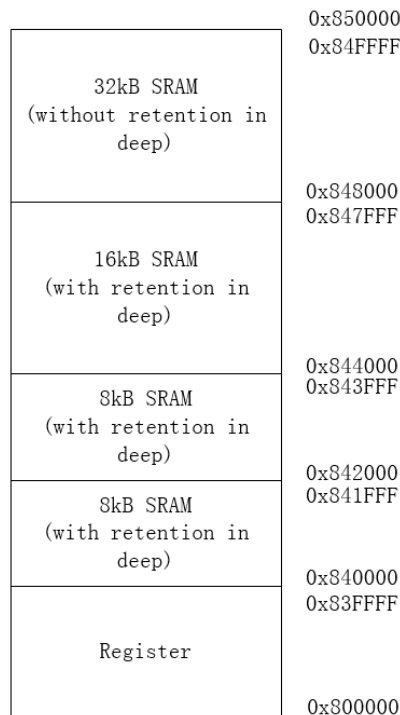 0x850000
0x84FFFF
32kB SRAM
(without retention in
deep)
0x848000
0x847FFF
16kB SRAM
(with retention in
deep)
0x844000
0x843FFF
8kB SRAM
(with retention in
deep)
0x842000
0x841FFF
8kB SRAM
(with retention in
deep)
0x840000
0x83FFFF
Register
0x800000